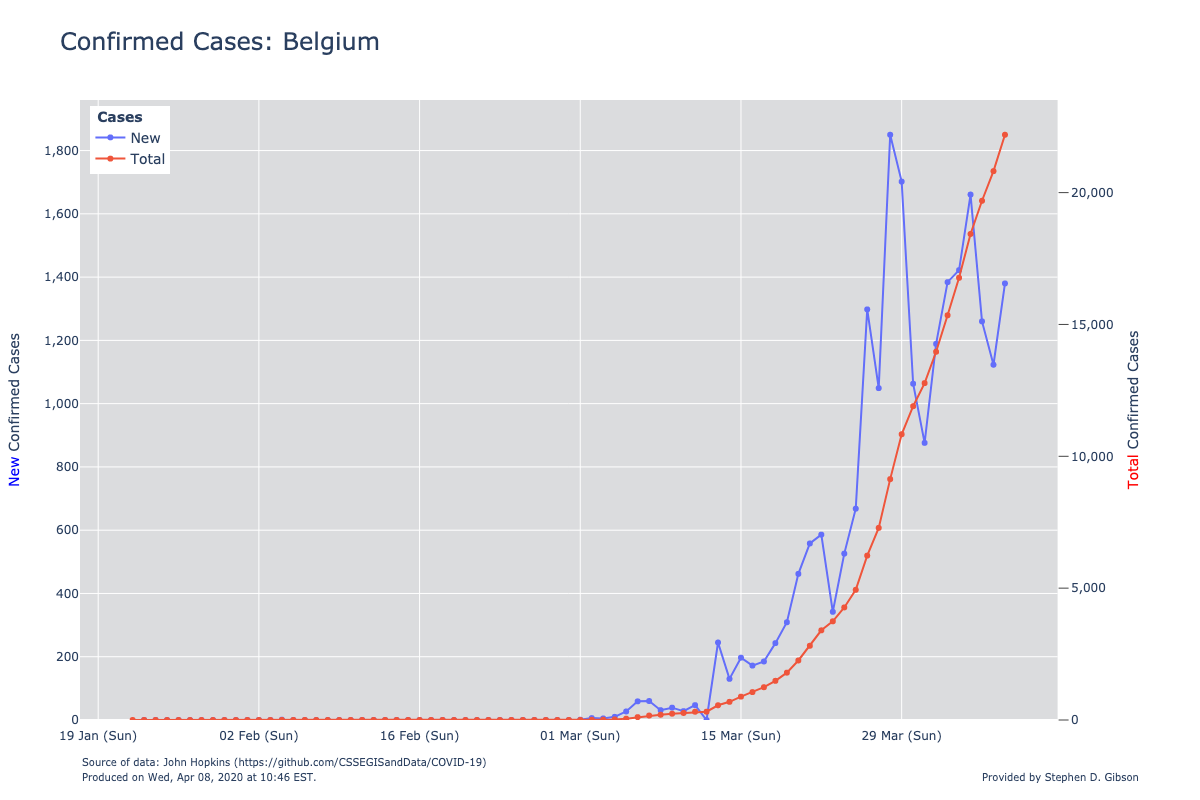 Confirmed Cases: Belgium
Cases
New
Total
1,800
1,600
1,400
1,200
1,000
800
600
400
200
0
New Confirmed Cases
20,000
15,000
10,000
5,000
0
Total Confirmed Cases
19 Jan (Sun) 02 Feb (Sun) 16 Feb (Sun) 01 Mar (Sun) 15 Mar (Sun) 29 Mar (Sun)
Source of data: John Hopkins (https://github.com/CSSEGISandData/COVID-19)
Produced on Wed, Apr 08, 2020 at 10:46 EST.
Provided by Stephen D. Gibson